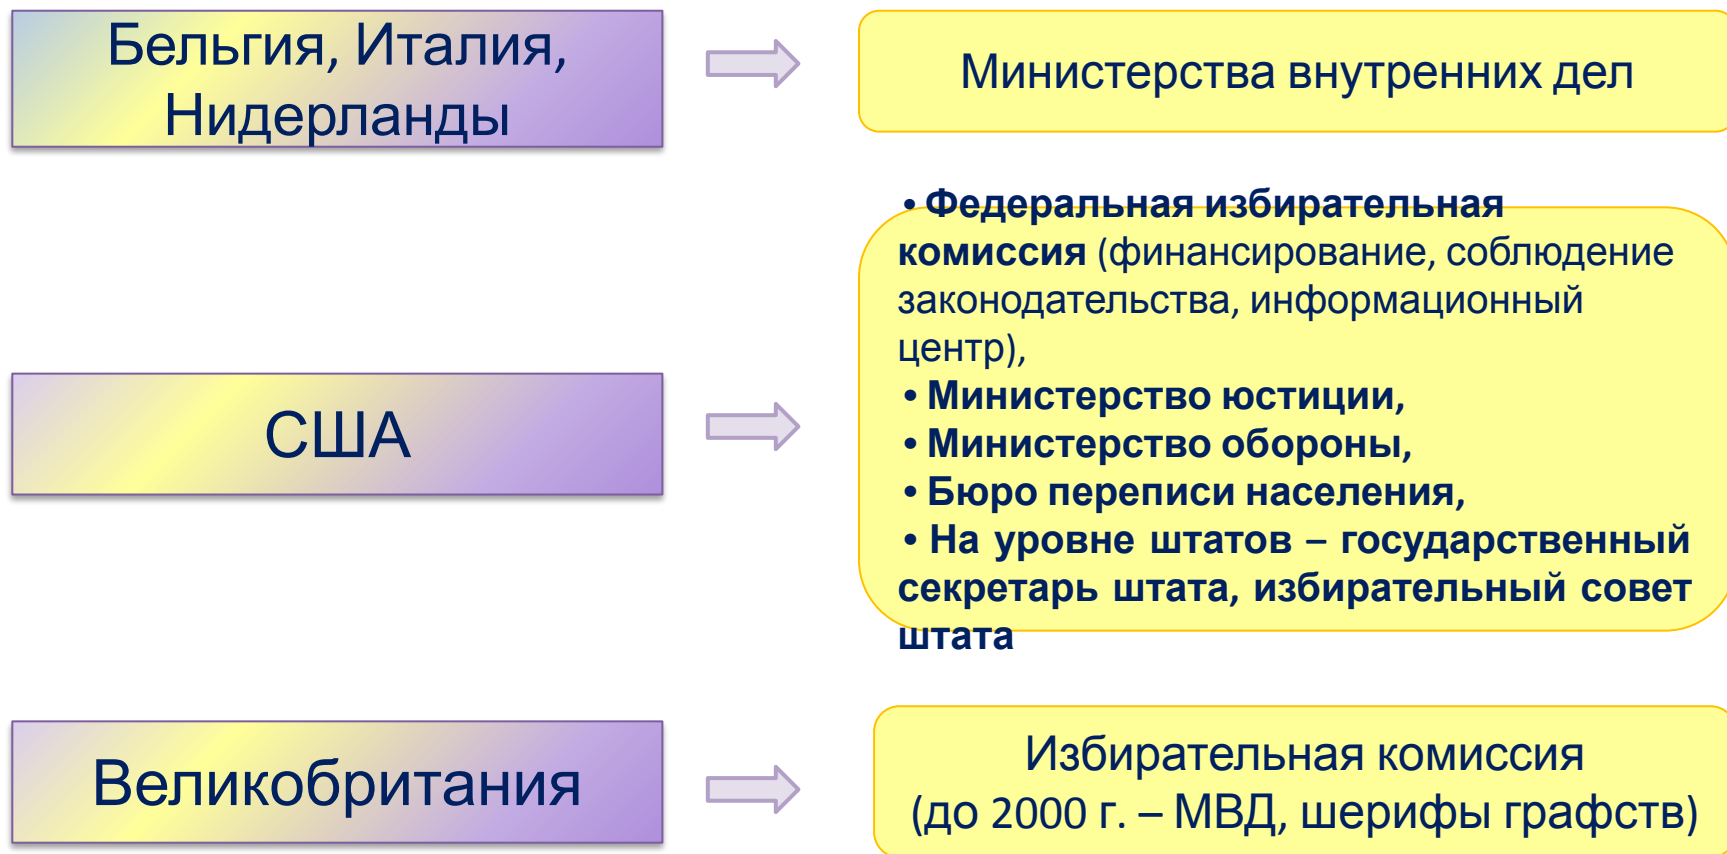 Бельгия, Италия,
Нидерланды
Министерства внутренних дел
• Федеральная избирательная
комиссия (финансирование, соблюдение
законодательства, информационный
центр),
• Министерство юстиции,
• Министерство обороны,
• Бюро переписи населения,
• На уровне штатов – государственный
секретарь штата, избирательный совет
штата
США
Великобритания
Избирательная комиссия
(до 2000 г. – МВД, шерифы графств)